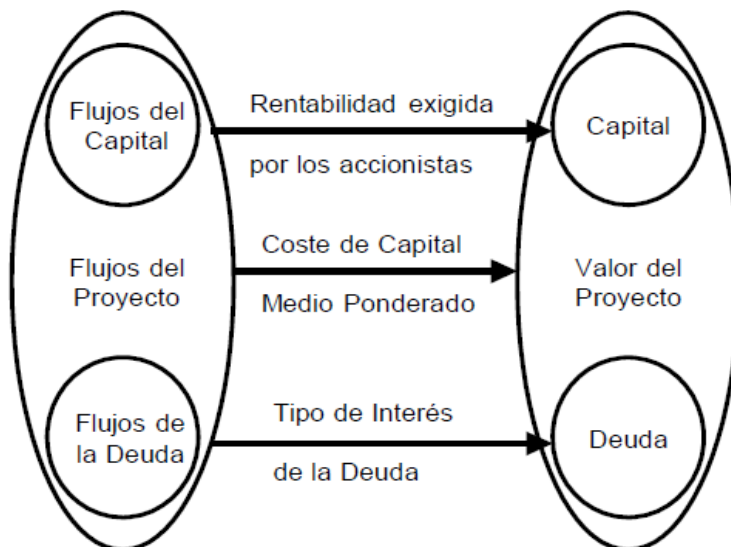 Flujos del
Capital
Rentabilidad exigida
por los accionistas
Capital
Flujos del
Proyecto
Coste de Capital
Medio Ponderado
Valor del
Proyecto
Flujos de
la Deuda
Tipo de Interés
de la Deuda
Deuda